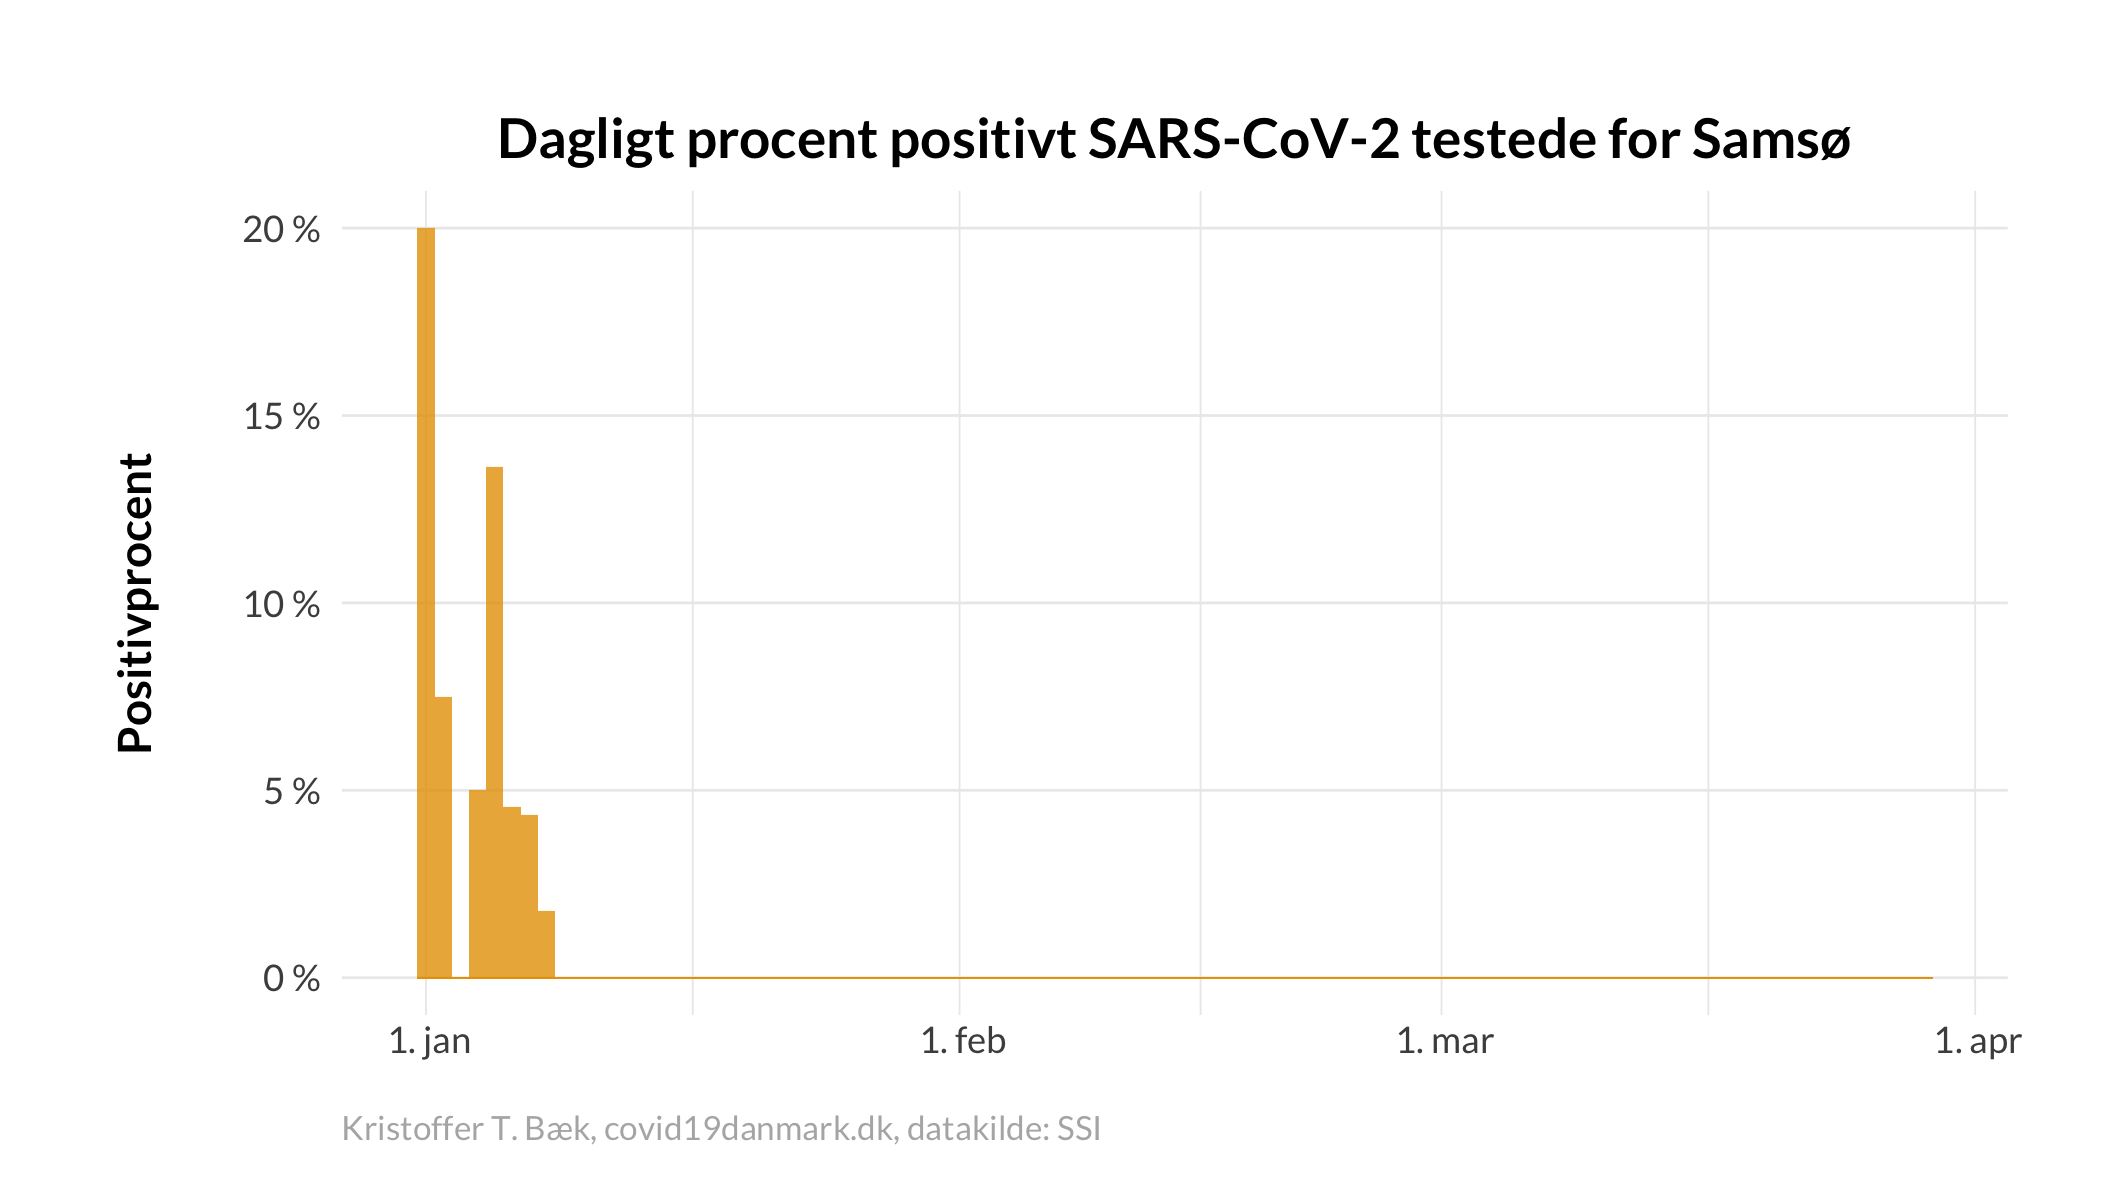 Dagligt procent positivt SARS-CoV-2 testede for Samsø
Positivprocent
20 %
15 %
10 %
5 %
0 %
1. jan
1. feb
1. mar
1. apr
Kristoffer T. Bæk, covid19danmark.dk, datakilde: SSI